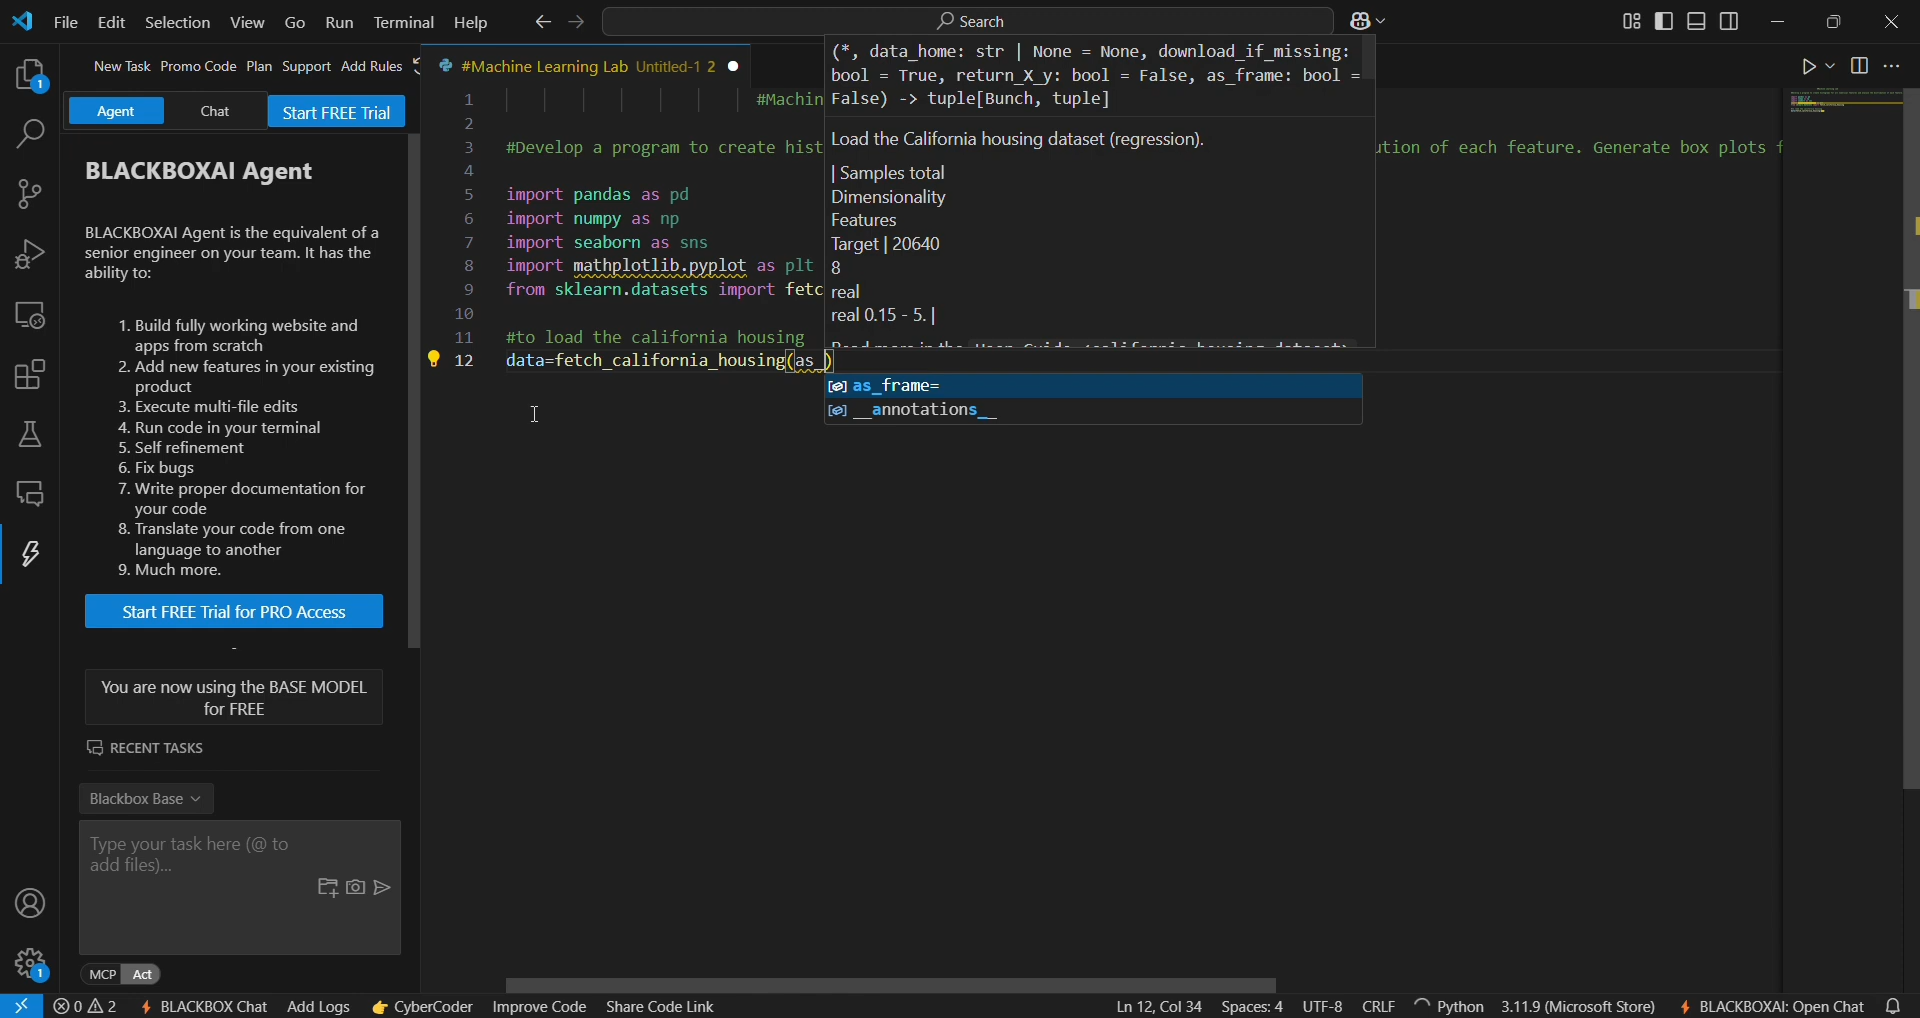 File Edit Selection View Go Run Terminal Help
Search
New Task Promo Code Plan Support Add Rules
Agent Chat Start FREE Trial
BLACKBOXAI Agent
BLACKBOXAI Agent is the equivalent of a
senior engineer on your team. It has the
ability to:
1. Build fully working website and
apps from scratch
2. Add new features in your existing
product
3. Execute multi-file edits
4. Run code in your terminal
5. Self refinement
6. Fix bugs
7. Write proper documentation for
your code
8. Translate your code from one
language to another
9. Much more.
Start FREE Trial for PRO Access
-
You are now using the BASE MODEL
for FREE
RECENT TASKS
Blackbox Base
Type your task here (@ to
add files)...
MCP Act
#Machine Learning Lab Untitled-1 2
1 #Machin
2
3 #Develop a program to create hist ution of each feature. Generate box plots f
4
5 import pandas as pd
6 import numpy as np
7 import seaborn as sns
8 import mathplotlib.pyplot as plt
9 from sklearn.datasets import fetc
10
11 #to load the california housing
12 data=fetch_california_housing(as_)
(*, data_home: str | None = None, download_if_missing:
bool = True, return_X_y: bool = False, as_frame: bool =
False) -> tuple[Bunch, tuple]
Load the California housing dataset (regression).
| Samples total
Dimensionality
Features
Target | 20640
8
real
real 0.15 - 5. |
as_frame=
__annotations__
0 2 BLACKBOX Chat Add Logs CyberCoder Improve Code Share Code Link Ln 12, Col 34 Spaces: 4 UTF-8 CRLF Python 3.11.9 (Microsoft Store) BLACKBOXAI: Open Chat
1
1